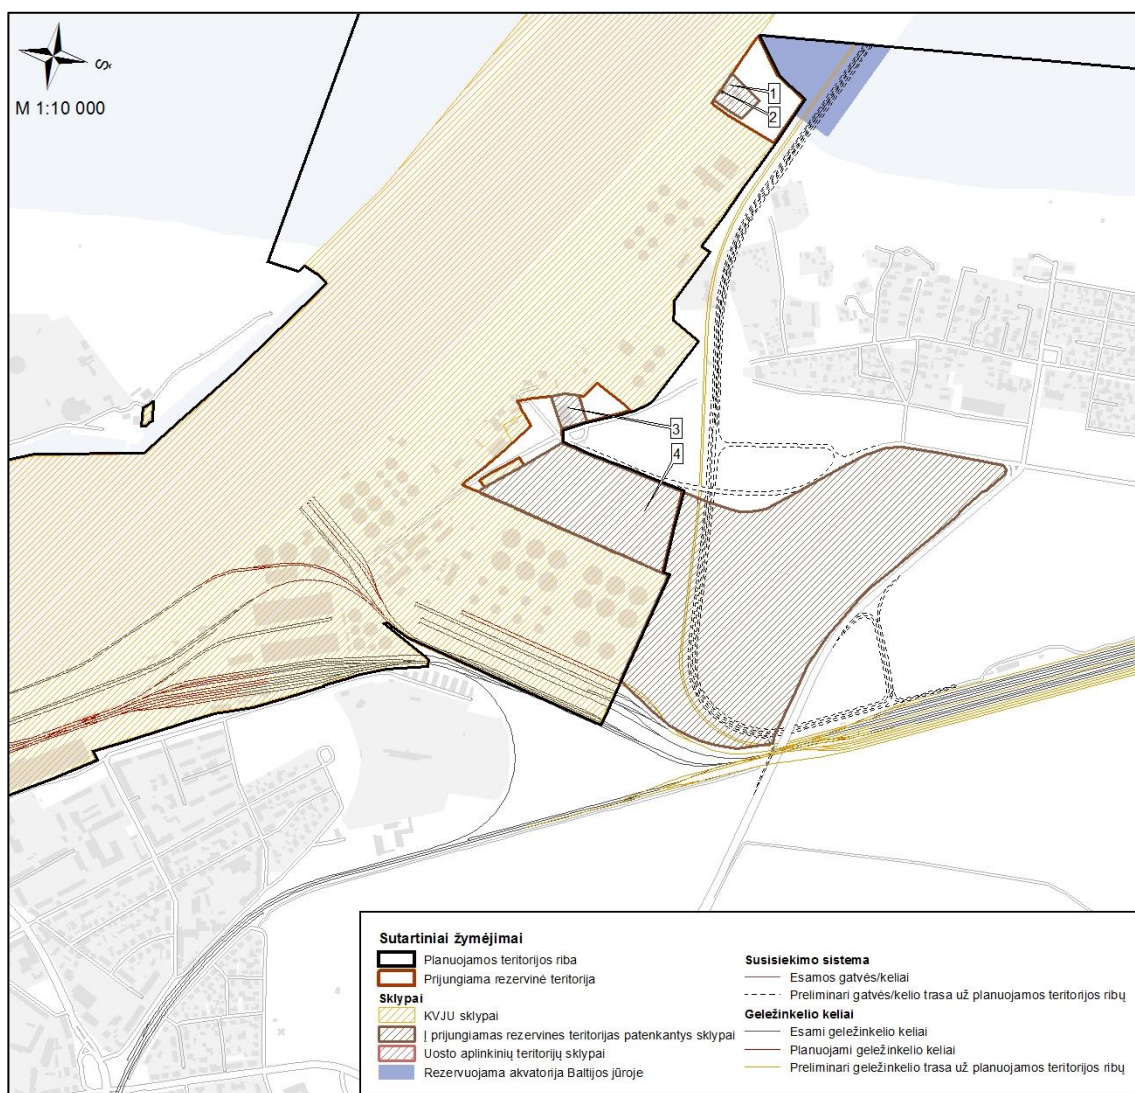 Š
M 1:10 000
1
2
3
4
Sutartiniai žymėjimai
Planuojamos teritorijos riba
Prijungiama rezervinė teritorija
Sklypai
KVJU sklypai
Į prijungiamas rezervines teritorijas patenkantys sklypai
Uosto aplinkinių teritorijų sklypai
Rezervuojama akvatorija Baltijos jūroje
Susisiekimo sistema
Esamos gatvės/keliai
Preliminari gatvės/kelio trasa už planuojamos teritorijos ribų
Geležinkelio keliai
Esami geležinkelio keliai
Planuojami geležinkelio keliai
Preliminari geležinkelio trasa už planuojamos teritorijos ribų